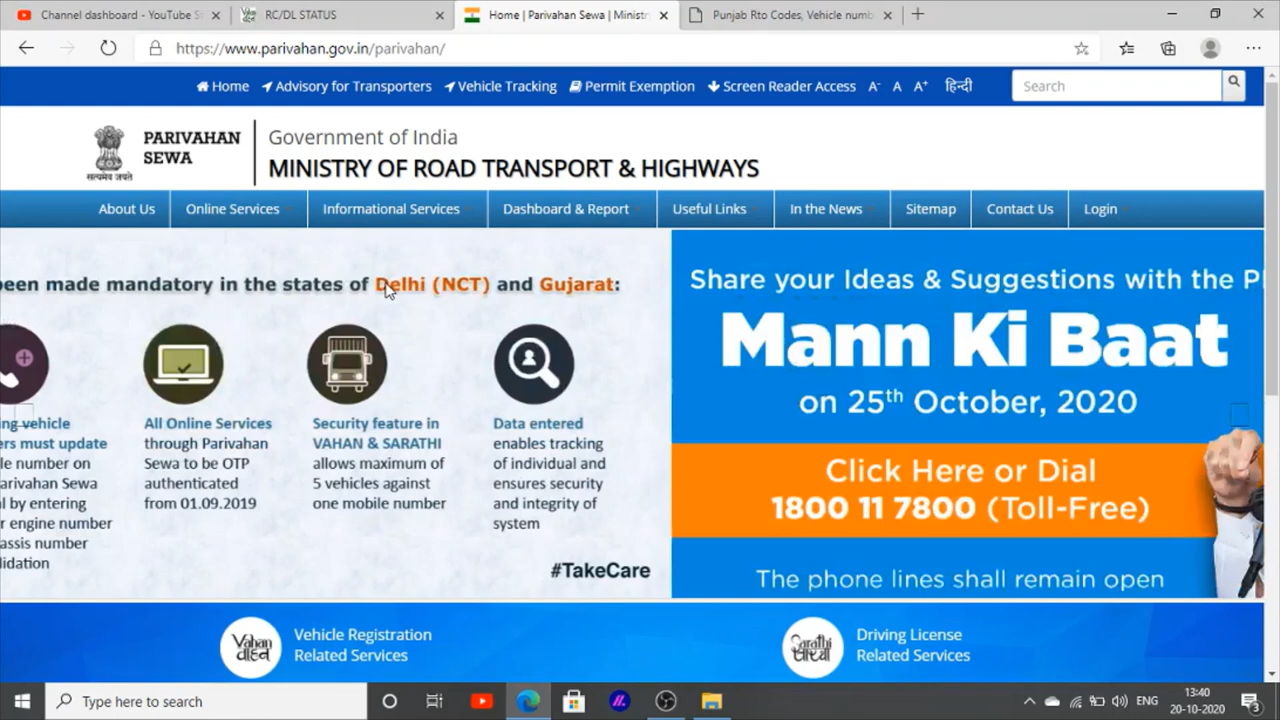 Channel dashboard - YouTube S
RC/DL STATUS
Home | Parivahan Sewa | Ministr
Punjab Rto Codes, Vehicle numb
https://www.parivahan.gov.in/parivahan/
Home
Advisory for Transporters
Vehicle Tracking
Permit Exemption
Screen Reader Access
A-
A
A+
हिन्दी
Search
PARIVAHAN
SEWA
सत्यमेव जयते
Government of India
MINISTRY OF ROAD TRANSPORT & HIGHWAYS
About Us
Online Services
Informational Services
Dashboard & Report
Useful Links
In the News
Sitemap
Contact Us
Login
een made mandatory in the states of Delhi (NCT) and Gujarat:
ng vehicle
ers must update
le number on
arivahan Sewa
l by entering
r engine number
assis number
lidation
All Online Services
through Parivahan
Sewa to be OTP
authenticated
from 01.09.2019
Security feature in
VAHAN & SARATHI
allows maximum of
5 vehicles against
one mobile number
Data entered
enables tracking
of individual and
ensures security
and integrity of
system
#TakeCare
Share your Ideas & Suggestions with the P
Mann Ki Baat
on 25th October, 2020
Click Here or Dial
1800 11 7800 (Toll-Free)
The phone lines shall remain open
Vahan
वाहन
Vehicle Registration
Related Services
Sarathi
सारथी
Driving License
Related Services
Type here to search
ENG
13:40
20-10-2020
3